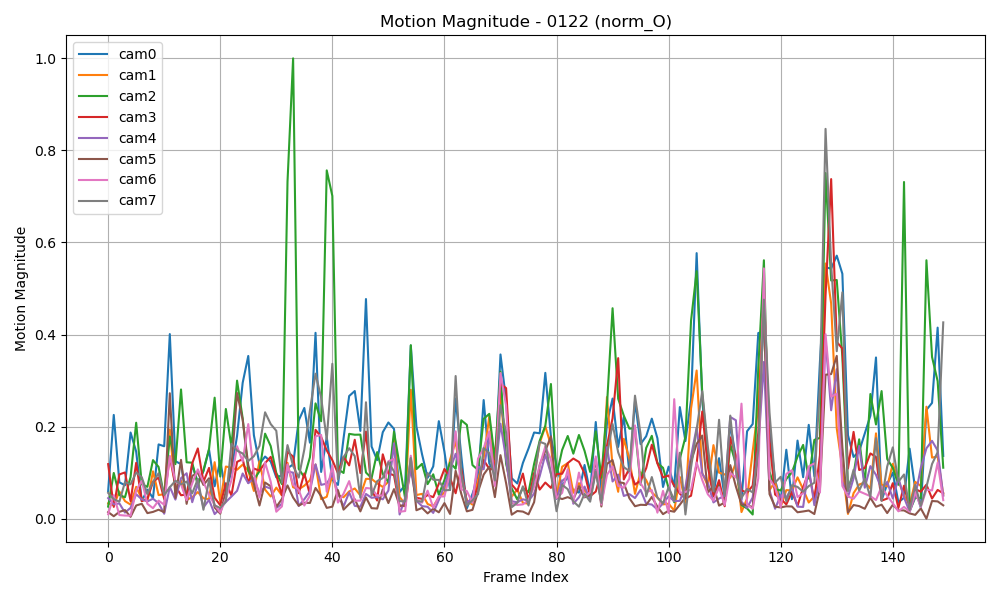 Motion Magnitude - 0122 (norm_O)
1.0
0.8
0.6
0.4
0.2
0.0
Motion Magnitude
cam0
cam1
cam2
cam3
cam4
cam5
cam6
cam7
0 20 40 60 80 100 120 140
Frame Index